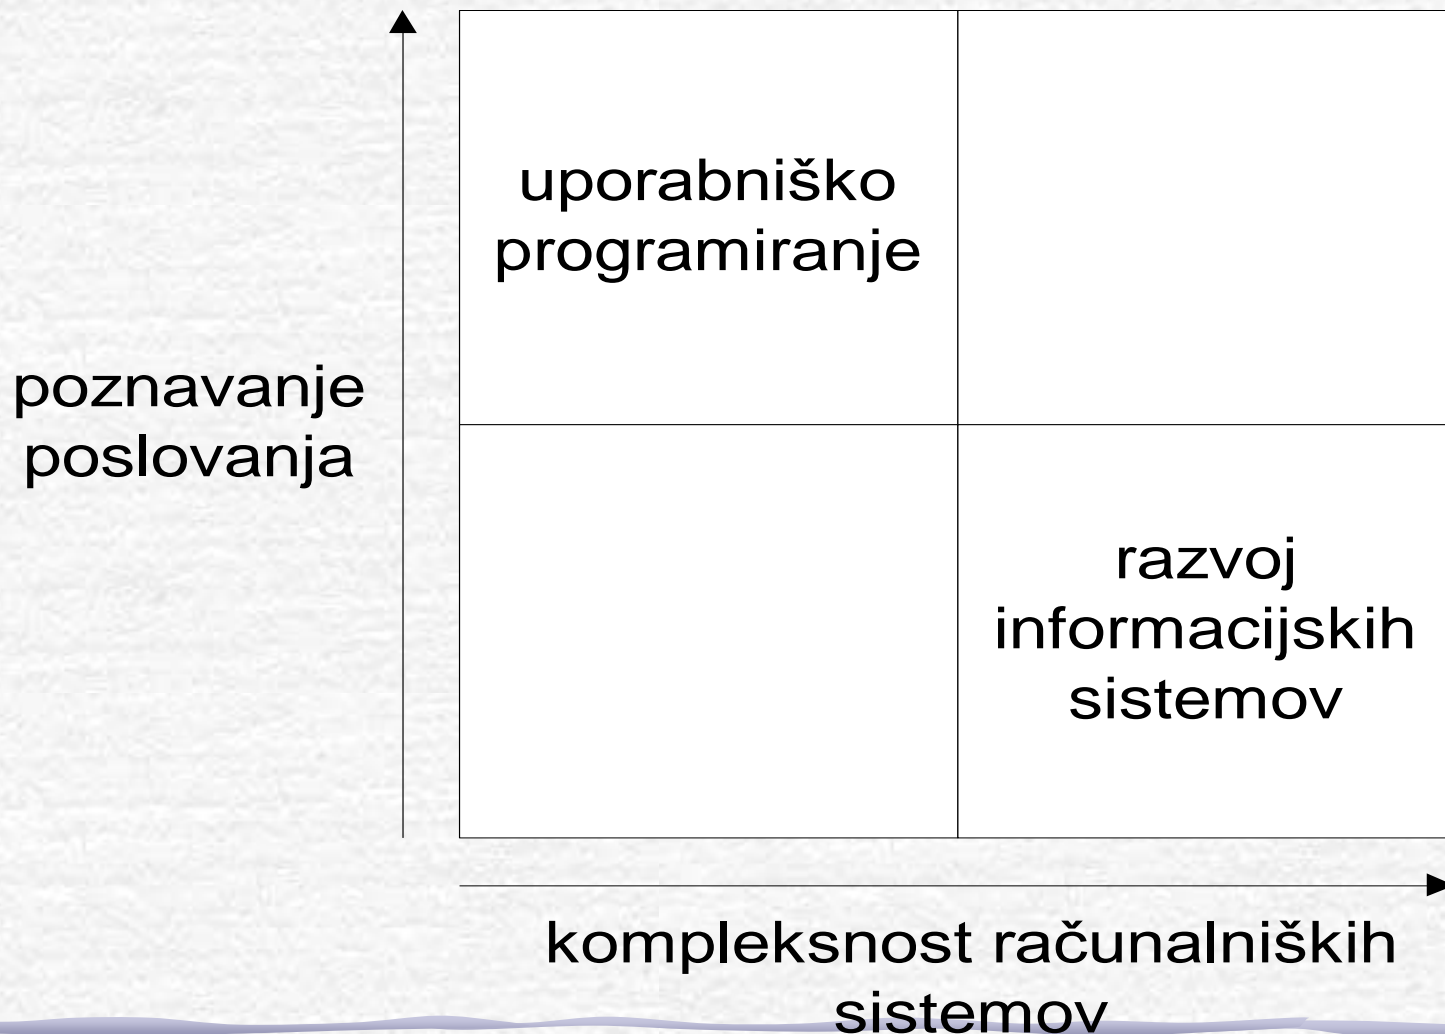 uporabniško
programiranje
poznavanje
poslovanja
razvoj
informacijskih
sistemov
kompleksnost računalniških
sistemov